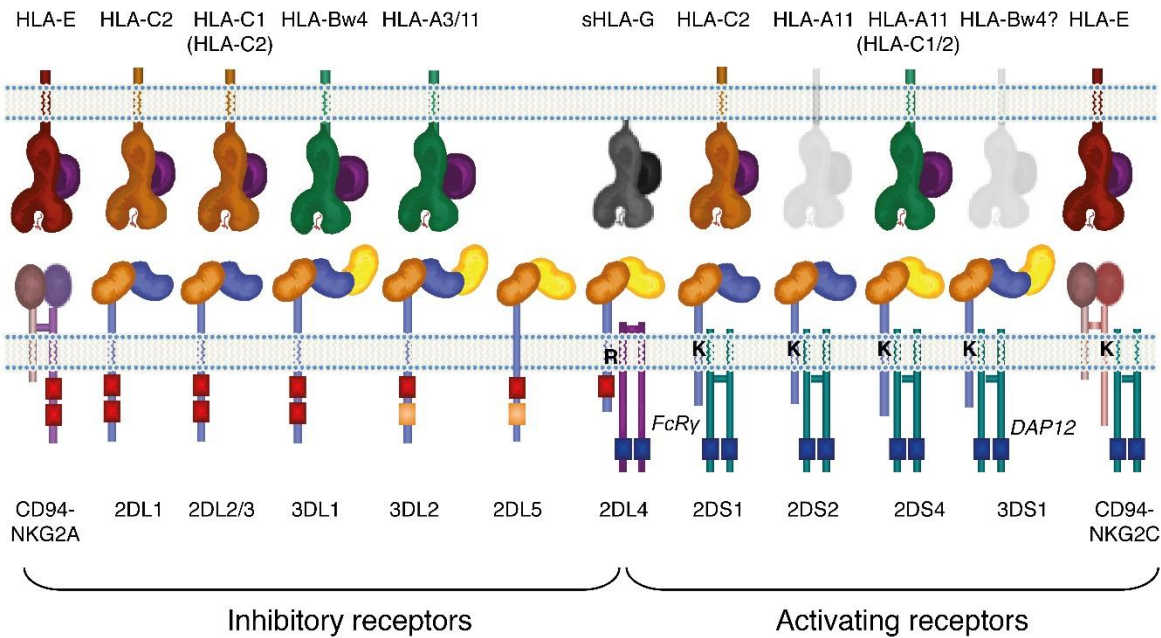 HLA-E HLA-C2 HLA-C1 HLA-Bw4 HLA-A3/11 sHLA-G HLA-C2 HLA-A11 HLA-A11 HLA-Bw4? HLA-E
(HLA-C2) (HLA-C1/2)
R K K K K K
FcRγ DAP12
CD94- 2DL1 2DL2/3 3DL1 3DL2 2DL5 2DL4 2DS1 2DS2 2DS4 3DS1 CD94-
NKG2A NKG2C
Inhibitory receptors Activating receptors